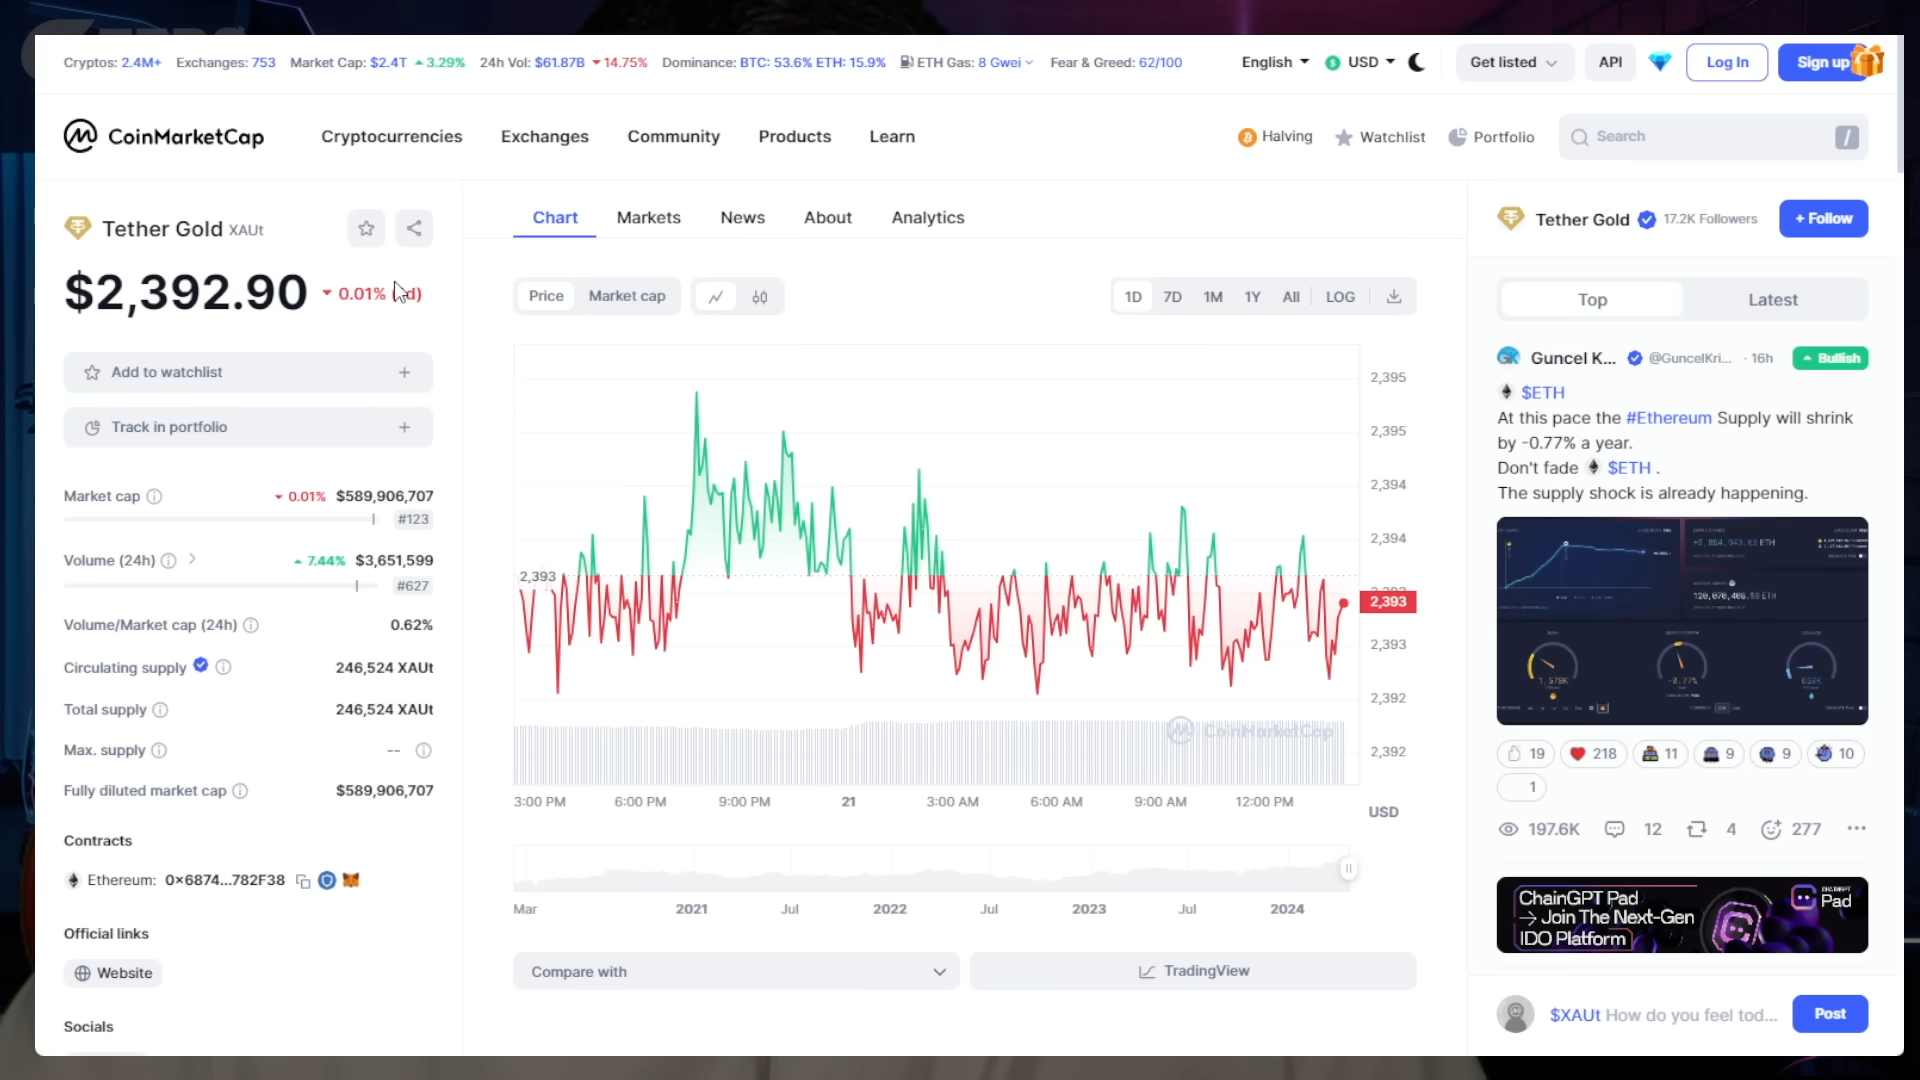 Cryptos: 2.4M+ Exchanges: 753 Market Cap: $2.4T 3.29% 24h Vol: $61.87B 14.75% Dominance: BTC: 53.6% ETH: 15.9% ETH Gas: 8 Gwei Fear & Greed: 62/100 English USD Get listed API Log In Sign up
CoinMarketCap Cryptocurrencies Exchanges Community Products Learn Halving Watchlist Portfolio Search /
Tether Gold XAUt
$2,392.90 0.01%
Add to watchlist +
Track in portfolio +
Market cap 0.01% $589,906,707
#123
Volume (24h) 7.44% $3,651,599
#627
Volume/Market cap (24h) 0.62%
Circulating supply 246,524 XAUt
Total supply 246,524 XAUt
Max. supply --
Fully diluted market cap $589,906,707
Contracts
Ethereum: 0x6874...782F38
Official links
Website
Socials
Chart Markets News About Analytics
Price Market cap 1D 7D 1M 1Y All LOG
2,395
2,395
2,394
2,394
2,393
2,393
2,393
2,392
2,392
CoinMarketCap
3:00 PM 6:00 PM 9:00 PM 21 3:00 AM 6:00 AM 9:00 AM 12:00 PM USD
Mar 2021 Jul 2022 Jul 2023 Jul 2024
Compare with TradingView
Tether Gold 17.2K Followers + Follow
Top Latest
Guncel K... @GuncelKri... · 16h Bullish
$ETH
At this pace the #Ethereum Supply will shrink
by -0.77% a year.
Don't fade $ETH .
The supply shock is already happening.
-0.77%
19 218 11 9 9 10
1
197.6K 12 4 277 ...
ChainGPT Pad
→ Join The Next-Gen
IDO Platform
CHAINGPT
Pad
$XAUt How do you feel tod... Post